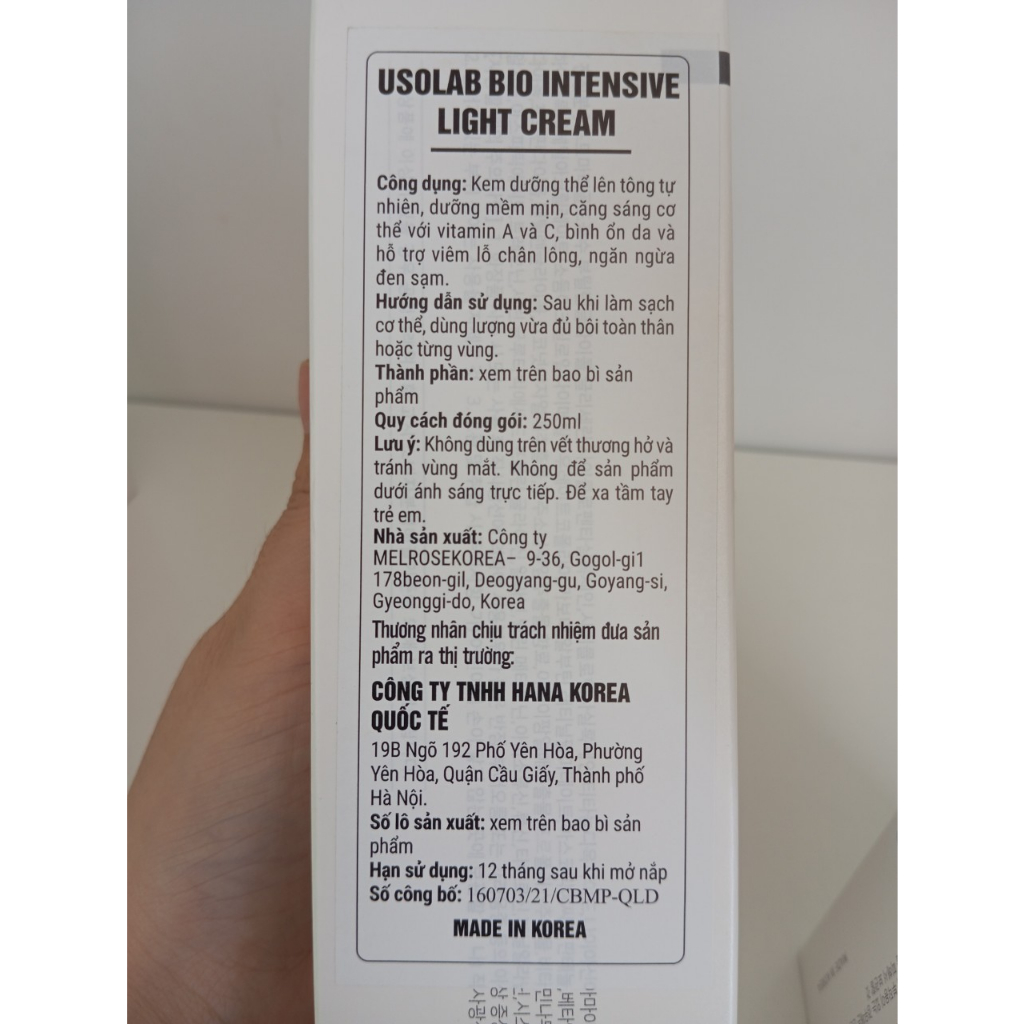 USOLAB BIO INTENSIVE
LIGHT CREAM
Công dụng: Kem dưỡng thể lên tông tự
nhiên, dưỡng mềm mịn, căng sáng cơ
thể với vitamin A và C, bình ổn da và
hỗ trợ viêm lỗ chân lông, ngăn ngừa
đen sạm.
Hướng dẫn sử dụng: Sau khi làm sạch
cơ thể, dùng lượng vừa đủ bôi toàn thân
hoặc từng vùng.
Thành phần: xem trên bao bì sản
phẩm
Quy cách đóng gói: 250ml
Lưu ý: Không dùng trên vết thương hở và
tránh vùng mắt. Không để sản phẩm
dưới ánh sáng trực tiếp. Để xa tầm tay
trẻ em.
Nhà sản xuất: Công ty
MELROSEKOREA– 9-36, Gogol-gi1
178beon-gil, Deogyang-gu, Goyang-si,
Gyeonggi-do, Korea
Thương nhân chịu trách nhiệm đưa sản
phẩm ra thị trường:
CÔNG TY TNHH HANA KOREA
QUỐC TẾ
19B Ngõ 192 Phố Yên Hòa, Phường
Yên Hòa, Quận Cầu Giấy, Thành phố
Hà Nội.
Số lô sản xuất: xem trên bao bì sản
phẩm
Hạn sử dụng: 12 tháng sau khi mở nắp
Số công bố: 160703/21/CBMP-QLD
MADE IN KOREA